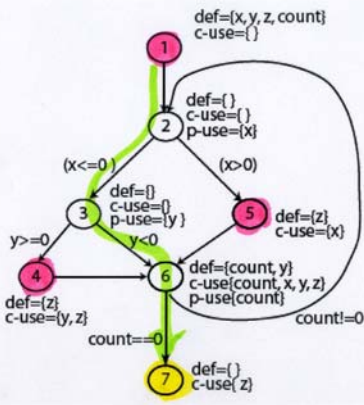 1
def={x, y, z, count}
c-use={ }
2
def={ }
c-use={ }
p-use={x}
(x<=0 )
(x>0)
3
def={}
c-use={}
p-use={y }
5
def={z}
c-use={x}
y>=0
y<0
4
def={z}
c-use={y, z}
6
def={count, y}
c-use{count, x, y, z}
p-use{count}
count!=0
count==0
7
def={ }
c-use{ z}